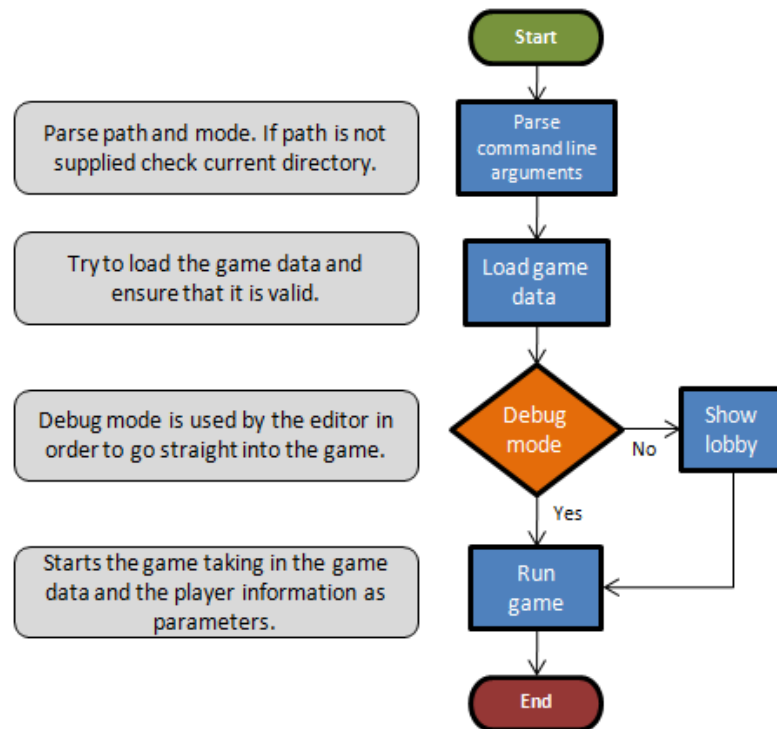 Start
Parse path and mode. If path is not
supplied check current directory.
Parse
command line
arguments
Try to load the game data and
ensure that it is valid.
Load game
data
Debug mode is used by the editor in
order to go straight into the game.
Debug
mode
No
Show
lobby
Yes
Starts the game taking in the game
data and the player information as
parameters.
Run
game
End